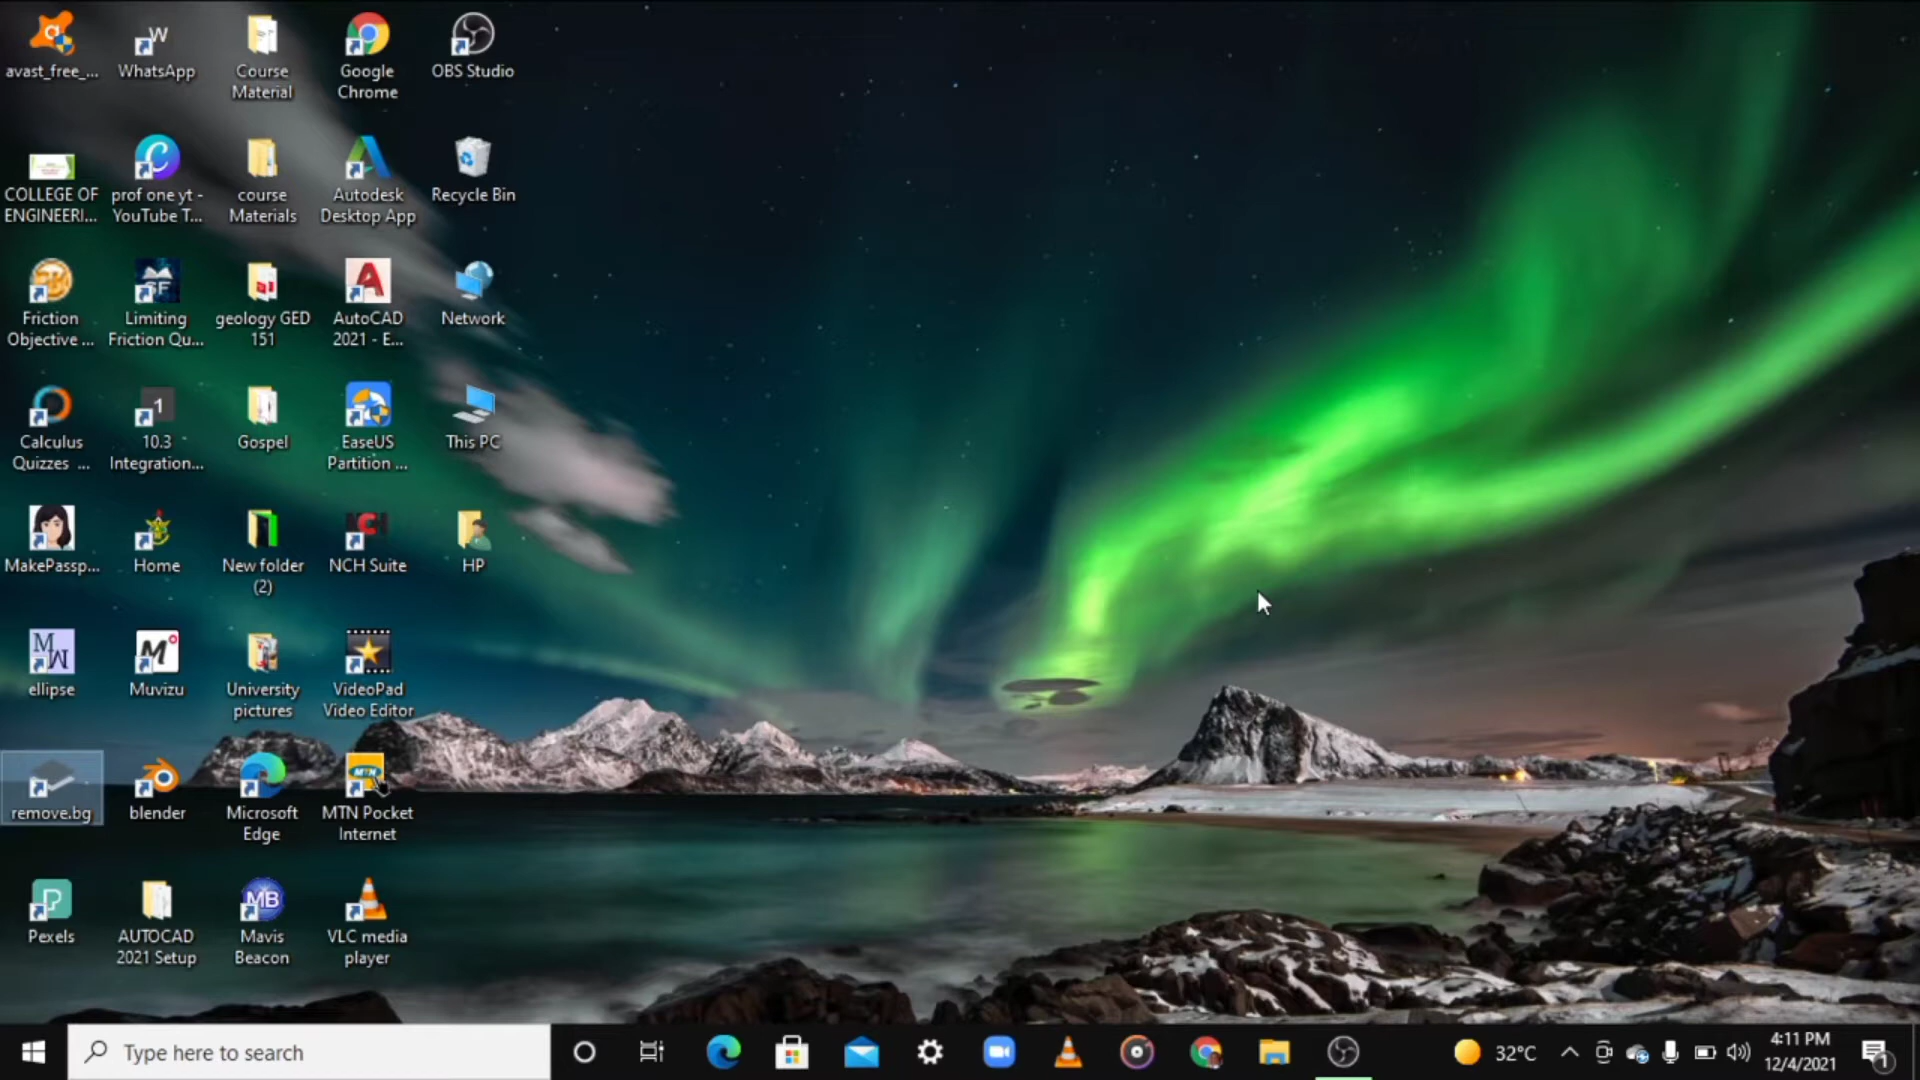 avast_free_...
WhatsApp
Course
Material
Google
Chrome
OBS Studio
COLLEGE OF
ENGINEERI...
prof one yt -
YouTube T...
course
Materials
Autodesk
Desktop App
Recycle Bin
Friction
Objective ...
Limiting
Friction Qu...
geology GED
151
AutoCAD
2021 - E...
Network
Calculus
Quizzes ...
10.3
Integration...
Gospel
EaseUS
Partition ...
This PC
MakePassp...
Home
New folder
(2)
NCH Suite
HP
ellipse
Muvizu
University
pictures
VideoPad
Video Editor
remove.bg
blender
Microsoft
Edge
MTN Pocket
Internet
Pexels
AUTOCAD
2021 Setup
Mavis
Beacon
VLC media
player
Type here to search
32°C
4:11 PM
12/4/2021
1